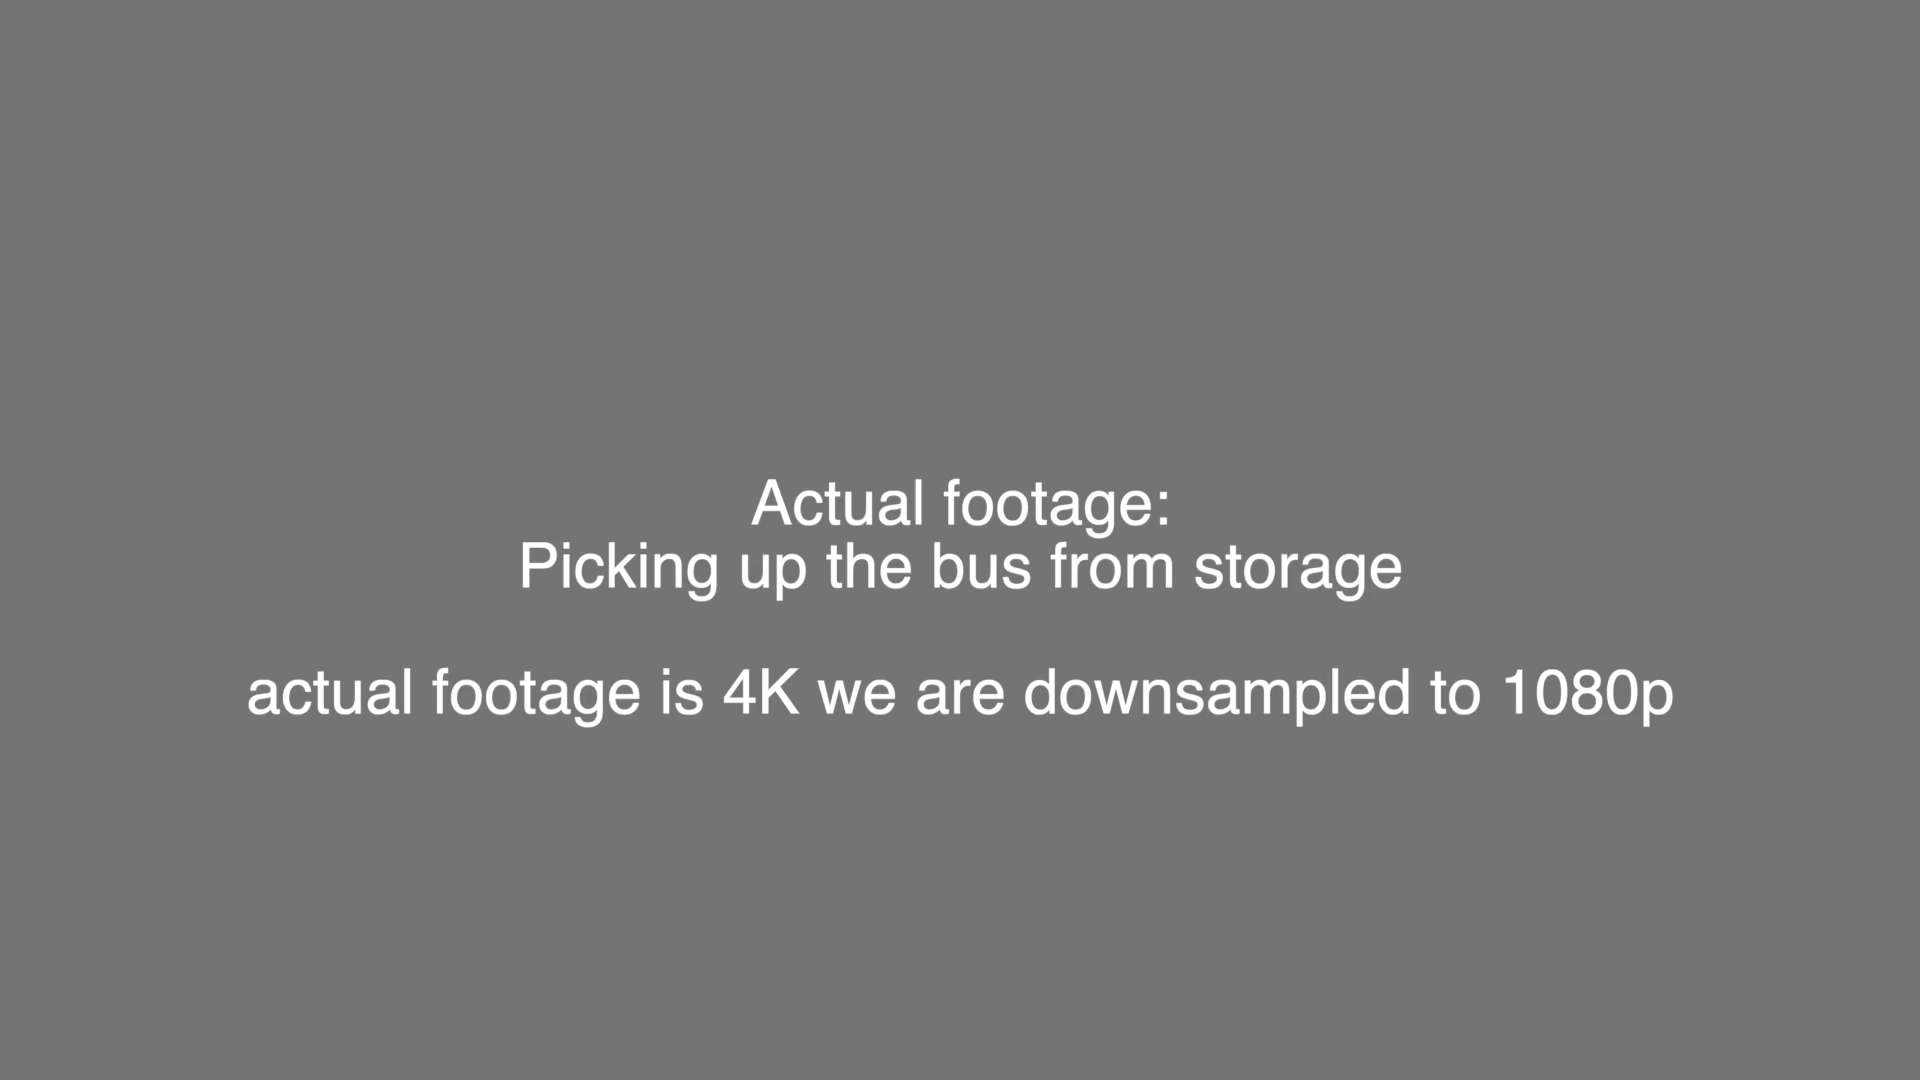 Actual footage:
Picking up the bus from storage
actual footage is 4K we are downsampled to 1080p